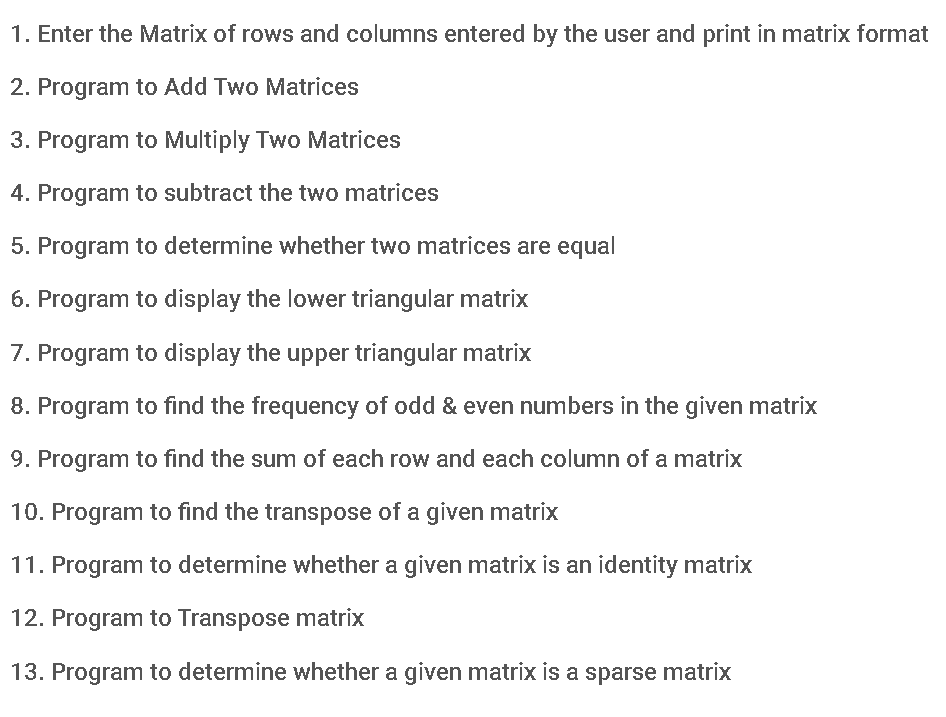 1. Enter the Matrix of rows and columns entered by the user and print in matrix format
2. Program to Add Two Matrices
3. Program to Multiply Two Matrices
4. Program to subtract the two matrices
5. Program to determine whether two matrices are equal
6. Program to display the lower triangular matrix
7. Program to display the upper triangular matrix
8. Program to find the frequency of odd & even numbers in the given matrix
9. Program to find the sum of each row and each column of a matrix
10. Program to find the transpose of a given matrix
11. Program to determine whether a given matrix is an identity matrix
12. Program to Transpose matrix
13. Program to determine whether a given matrix is a sparse matrix